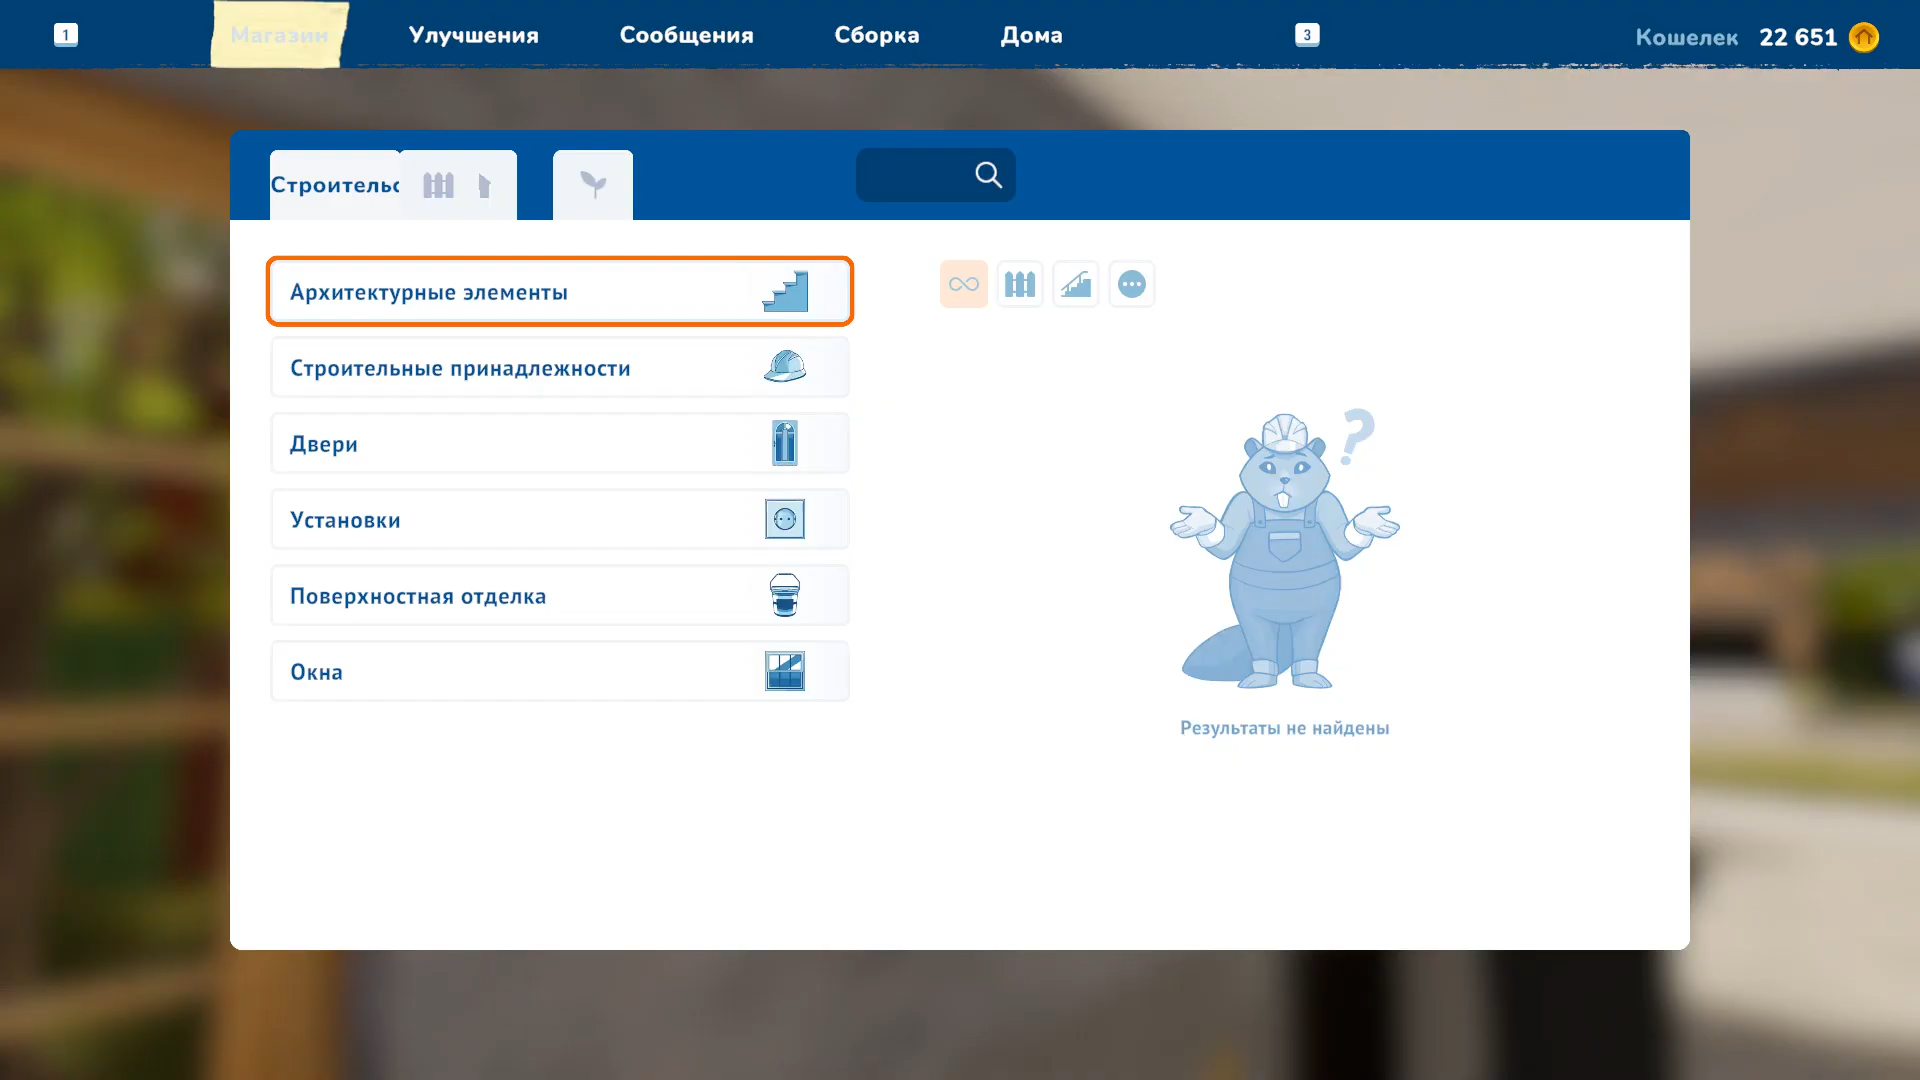 1
Магазин
Улучшения
Сообщения
Сборка
Дома
3
Кошелек 22 651
Строительс
Архитектурные элементы
Строительные принадлежности
Двери
Установки
Поверхностная отделка
Окна
?
Результаты не найдены